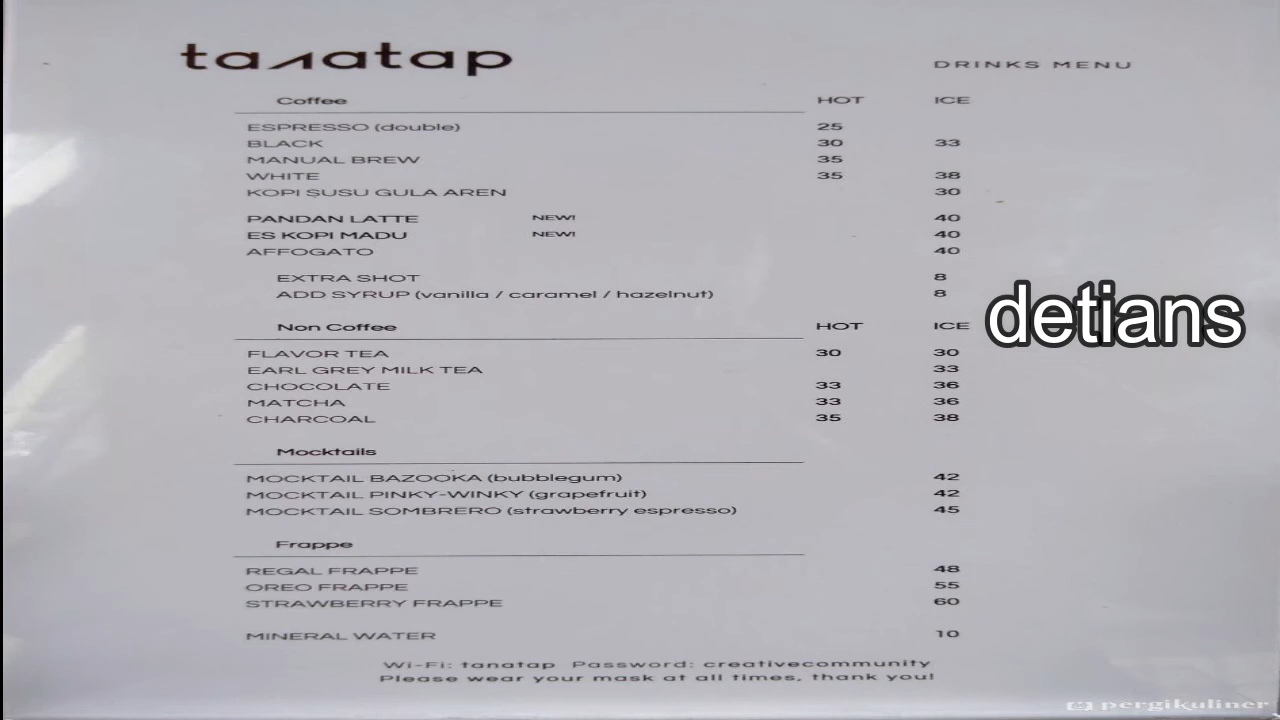 tanatap
DRINKS MENU
Coffee HOT ICE
ESPRESSO (double) 25
BLACK 30 33
MANUAL BREW 35
WHITE 35 38
KOPI SUSU GULA AREN 30
PANDAN LATTE NEW! 40
ES KOPI MADU NEW! 40
AFFOGATO 40
EXTRA SHOT 8
ADD SYRUP (vanilla / caramel / hazelnut) 8
detians
Non Coffee HOT ICE
FLAVOR TEA 30 30
EARL GREY MILK TEA 33
CHOCOLATE 33 36
MATCHA 33 36
CHARCOAL 35 38
Mocktails
MOCKTAIL BAZOOKA (bubblegum) 42
MOCKTAIL PINKY-WINKY (grapefruit) 42
MOCKTAIL SOMBRERO (strawberry espresso) 45
Frappe
REGAL FRAPPE 48
OREO FRAPPE 55
STRAWBERRY FRAPPE 60
MINERAL WATER 10
Wi-Fi: tanatap Password: creativecommunity
Please wear your mask at all times, thank you!
pergikuliner